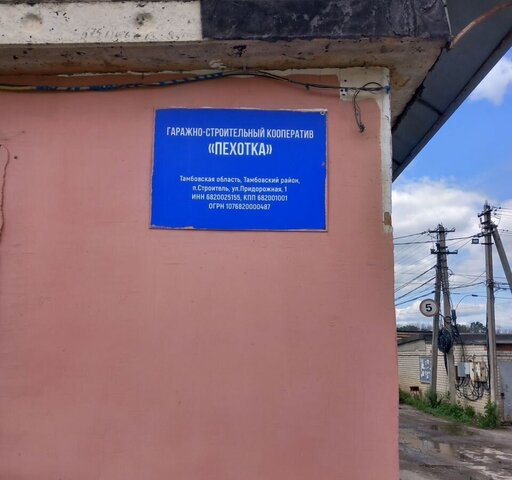 ГАРАЖНО-СТРОИТЕЛЬНЫЙ КООПЕРАТИВ
«ПЕХОТКА»
Тамбовская область, Тамбовский район,
п.Строитель, ул.Придорожная, 1
ИНН 6820025155, КПП 682001001
ОГРН 1076820000487
5